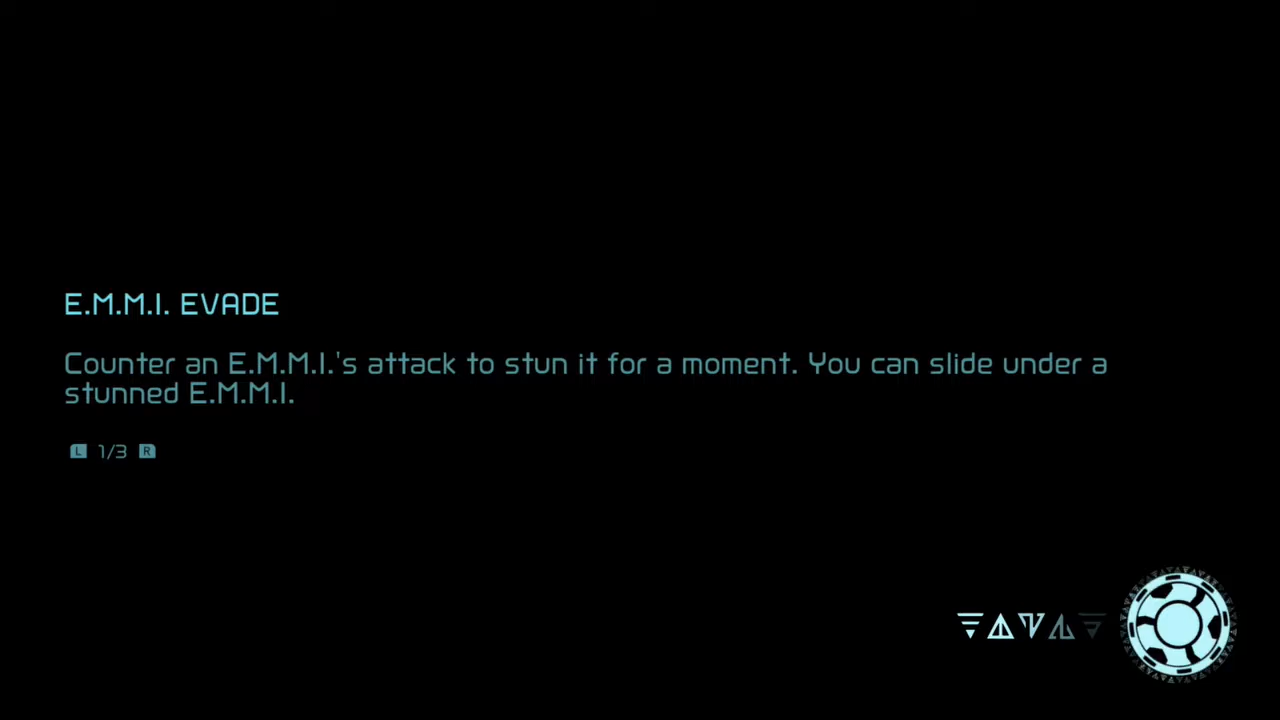 E.M.M.I. EVADE
Counter an E.M.M.I.'s attack to stun it for a moment. You can slide under a
stunned E.M.M.I.
L 1/3 R